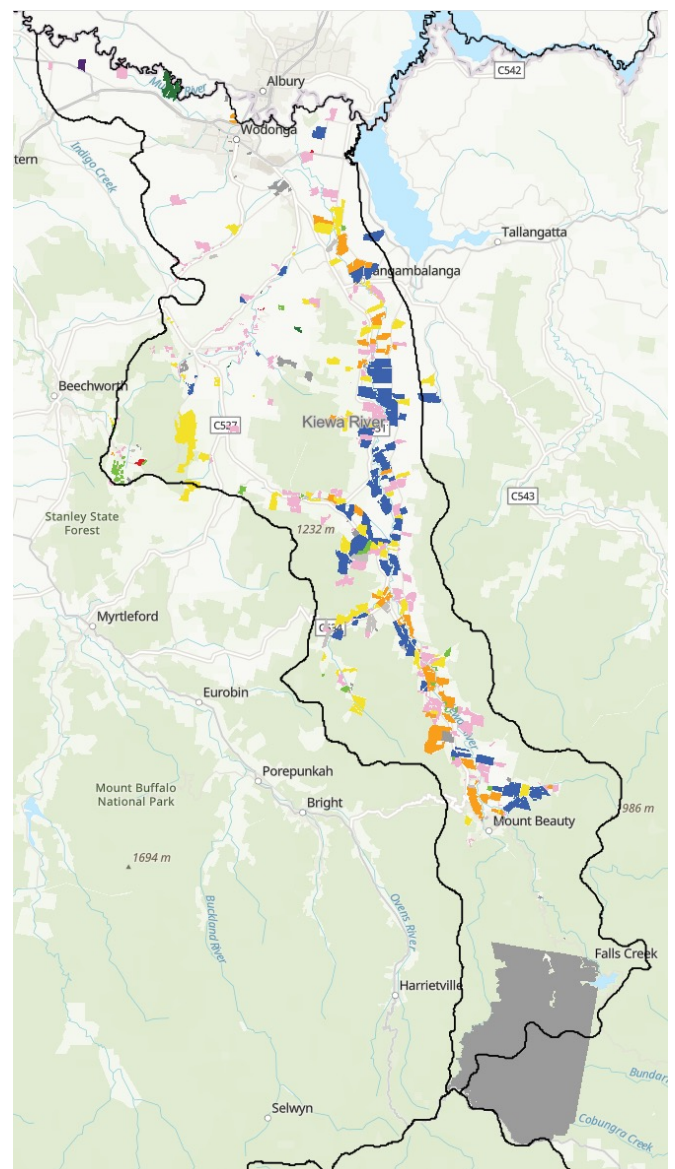 C542
Albury
Wodonga
Indigo Creek
Tallangatta
angambalanga
Beechworth
C527
Kiewa River
C543
Stanley State
Forest
1232 m
Myrtleford
Eurobin
Porepunkah
Mount Buffalo
National Park
Bright
986 m
Mount Beauty
1694 m
Buckland River
Ovens River
Falls Creek
Harrietville
Selwyn
Cobungra Creek